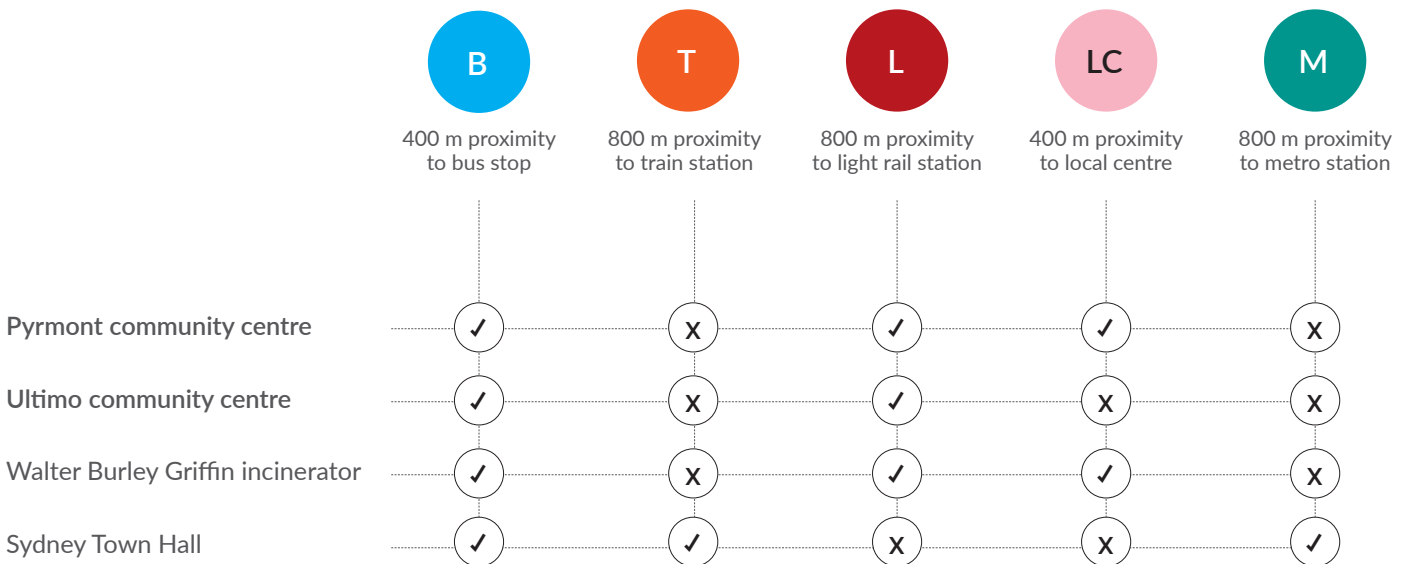 B T L LC M
400 m proximity 800 m proximity 800 m proximity 400 m proximity 800 m proximity
to bus stop to train station to light rail station to local centre to metro station
Pyrmont community centre ✓ x ✓ ✓ x
Ultimo community centre ✓ x ✓ x x
Walter Burley Griffin incinerator ✓ x ✓ ✓ x
Sydney Town Hall ✓ ✓ x x ✓